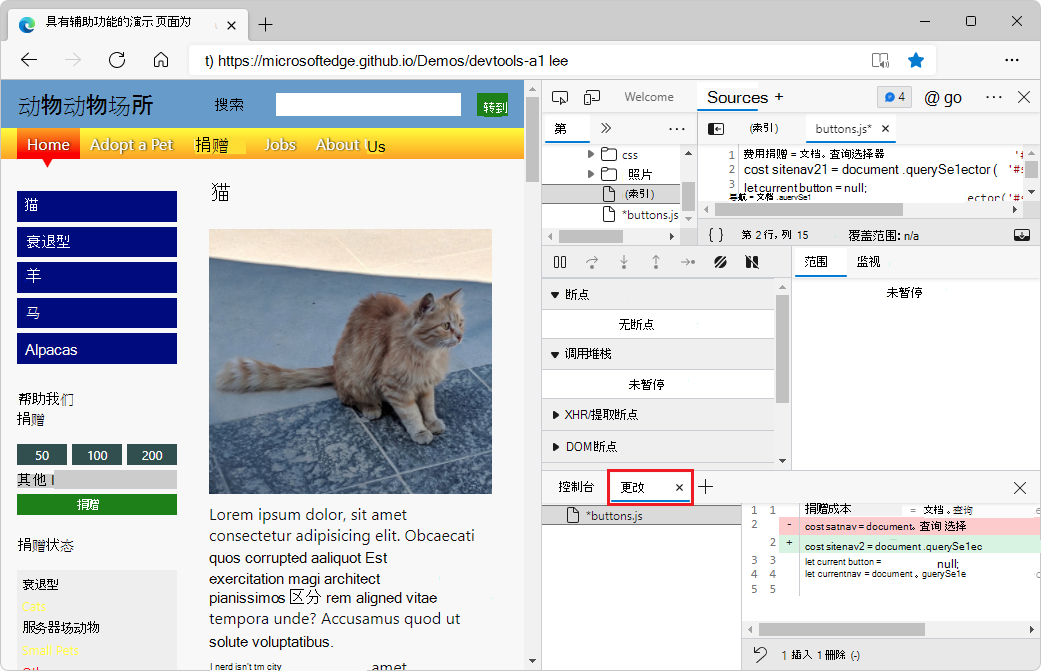 具有辅助功能的演示 页面为
t) https://microsoftedge.github.io/Demos/devtools-a1 lee
动物动物场所
搜索
转到
Home
Adopt a Pet
捐赠
Jobs
About Us
猫
衰退型
羊
马
Alpacas
帮助我们
捐赠
50
100
200
其他
捐赠
捐赠状态
衰退型
Cats
服务器场动物
Small Pets
猫
Lorem ipsum dolor, sit amet
consectetur adipisicing elit. Obcaecati
quos corrupted aaliquot Est
exercitation magi architect
pianissimos 区分 rem aligned vitae
tempora unde? Accusamus quod ut
solute voluptatibus.
I nerd isn't tm city
amet
Welcome
Sources +
4
@ go
第
css
照片
(索引)
*buttons.js
(索引)
buttons.js* ×
1 费用捐赠 = 文档。查询选择器 '#
2 cost sitenav21 = document .querySe1ector ( '#
3 let current button = null;
导航 = 文档 .auervSe1 ector('#
{ } 第 2 行, 列 15
覆盖范围: n/a
断点
无断点
调用堆栈
未暂停
XHR/提取断点
DOM断点
范围
监视
未暂停
控制台
更改 ×
*buttons.js
1 1 捐赠成本 = 文档 。查询
2 - cost satnav = document。查询 选择
2 + cost sitenav2 = document .querySe1ec
3 3 let current button = null;
4 4 let currentnav = document 。querySe1e
5 5
1 插入 1 删除 (-)